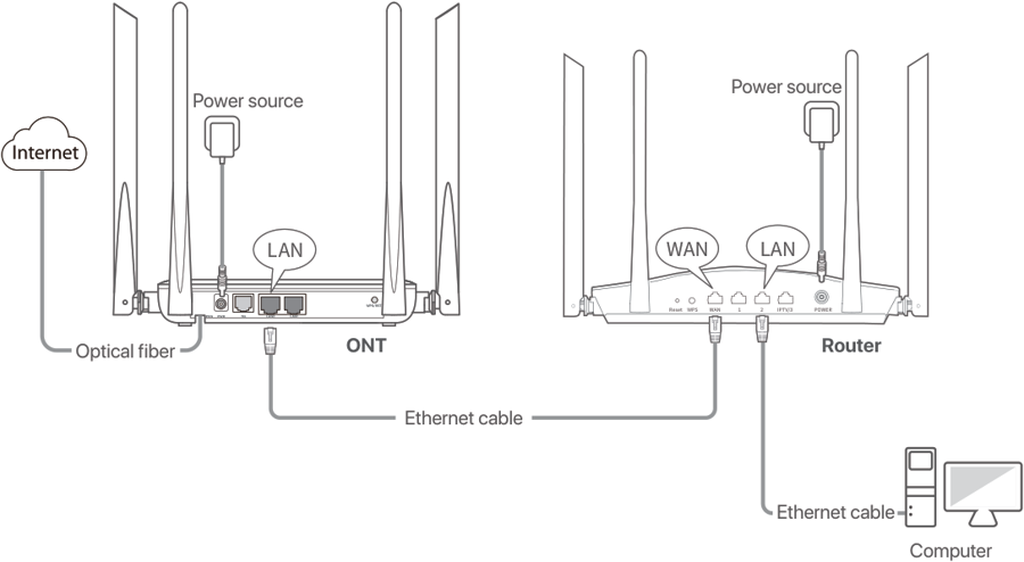 Power source
Power source
Internet
LAN
WAN
LAN
Reset
WPS
WAN
1
2
IPTV/3
POWER
Optical fiber
ONT
Router
Ethernet cable
Ethernet cable
Computer